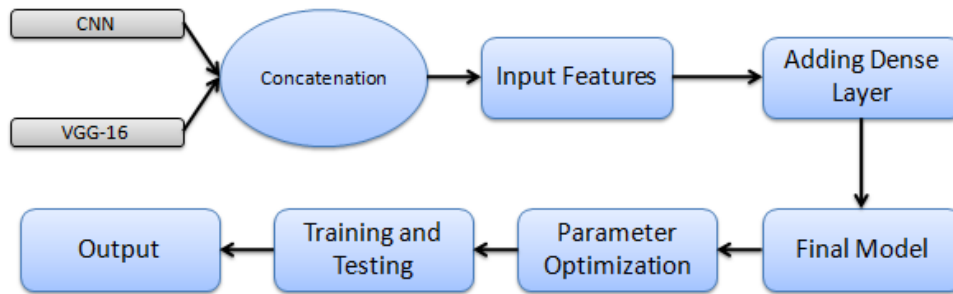 CNN
VGG-16
Concatenation
Input Features
Adding Dense
Layer
Final Model
Parameter
Optimization
Training and
Testing
Output